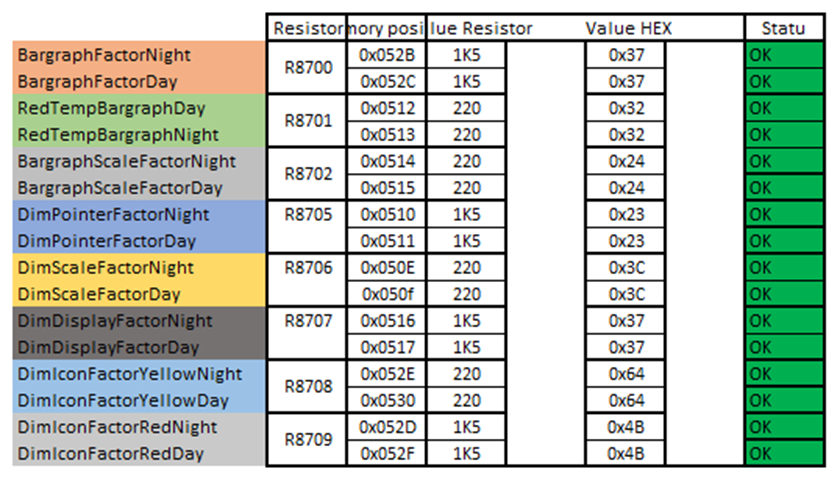 Resistor mory posi lue Resistor Value HEX Statu
BargraphFactorNight R8700 0x052B 1K5 0x37 OK
BargraphFactorDay 0x052C 1K5 0x37 OK
RedTempBargraphDay R8701 0x0512 220 0x32 OK
RedTempBargraphNight 0x0513 220 0x32 OK
BargraphScaleFactorNight R8702 0x0514 220 0x24 OK
BargraphScaleFactorDay 0x0515 220 0x24 OK
DimPointerFactorNight R8705 0x0510 1K5 0x23 OK
DimPointerFactorDay 0x0511 1K5 0x23 OK
DimScaleFactorNight R8706 0x050E 220 0x3C OK
DimScaleFactorDay 0x050f 220 0x3C OK
DimDisplayFactorNight R8707 0x0516 1K5 0x37 OK
DimDisplayFactorDay 0x0517 1K5 0x37 OK
DimIconFactorYellowNight R8708 0x052E 220 0x64 OK
DimIconFactorYellowDay 0x0530 220 0x64 OK
DimIconFactorRedNight R8709 0x052D 1K5 0x4B OK
DimIconFactorRedDay 0x052F 1K5 0x4B OK